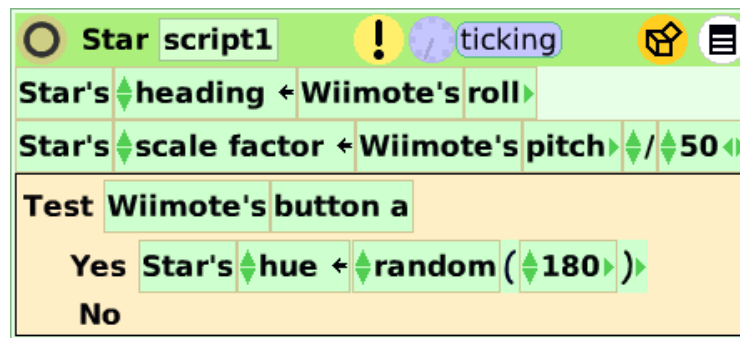 Star script1 ! ticking
Star's heading ← Wiimote's roll
Star's scale factor ← Wiimote's pitch / 50
Test Wiimote's button a
Yes Star's hue ← random ( 180 )
No